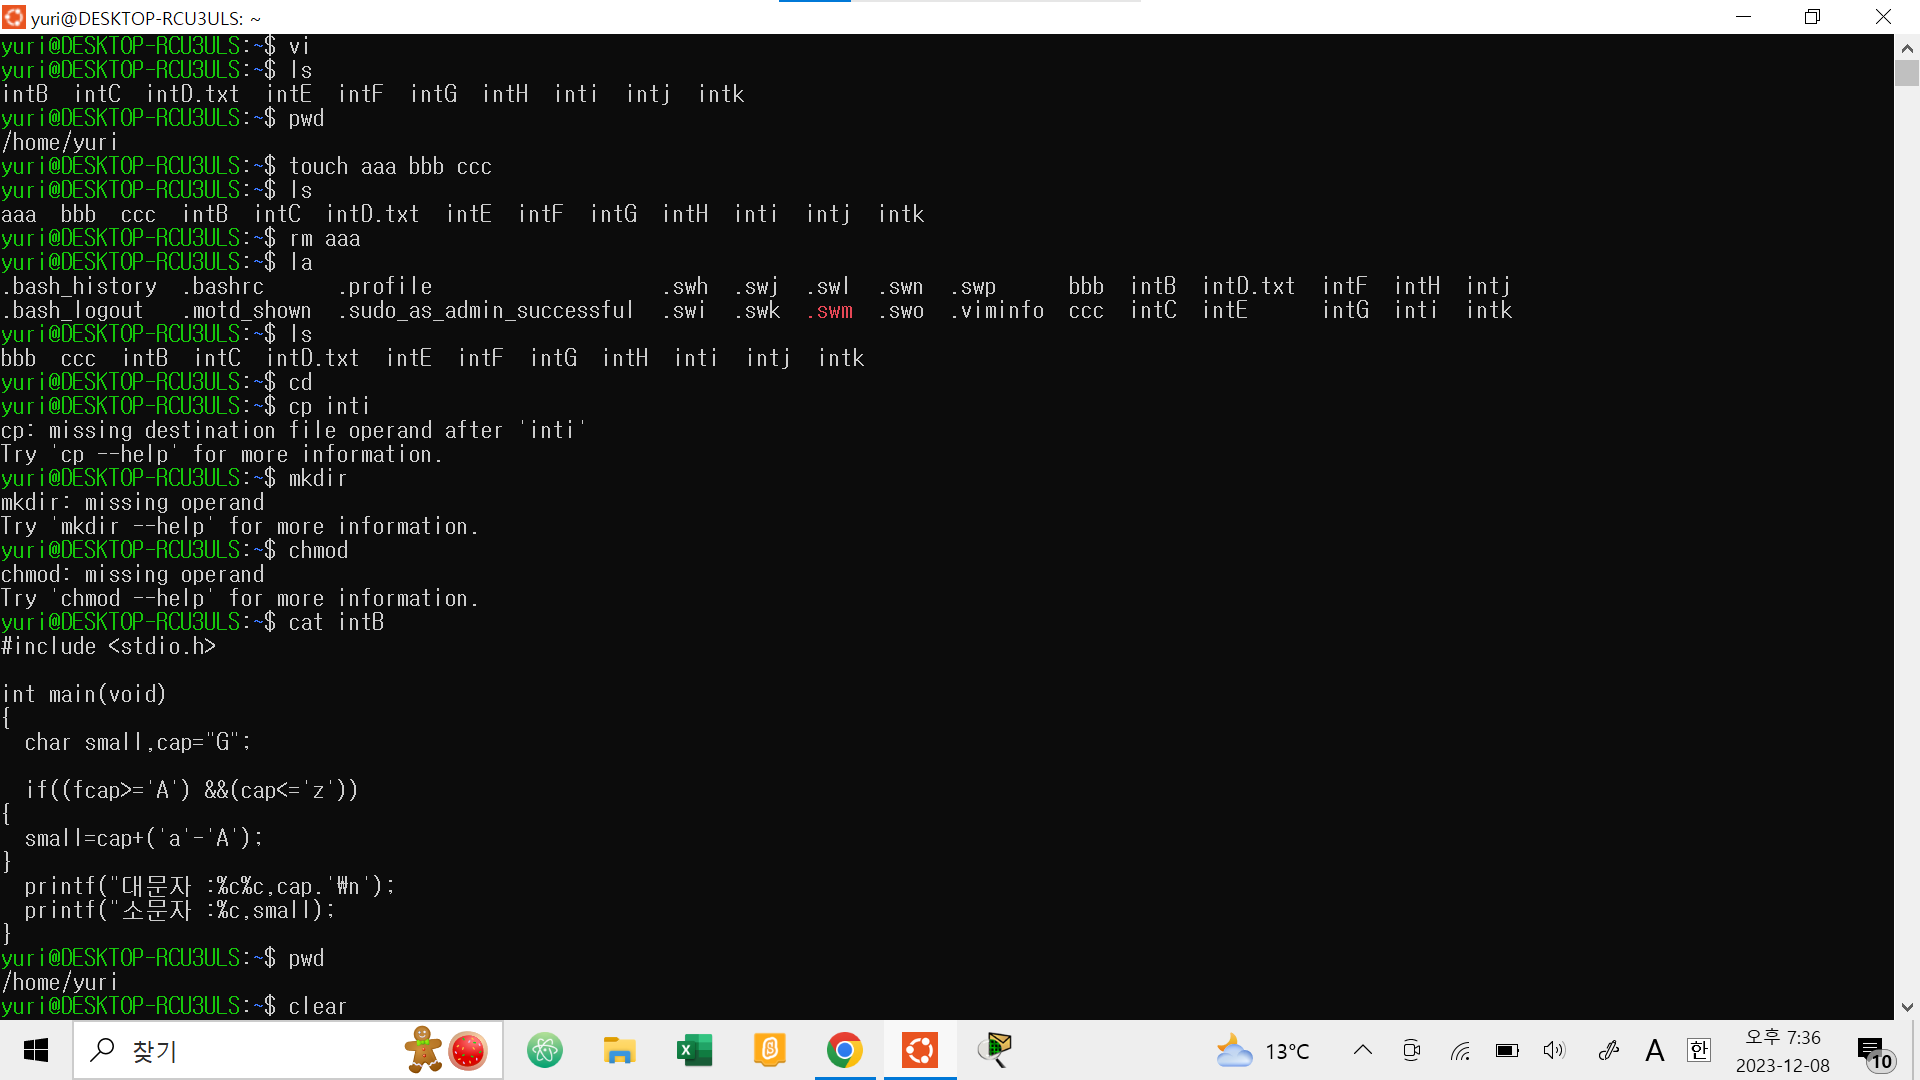 yuri@DESKTOP-RCU3ULS: ~
yuri@DESKTOP-RCU3ULS:~$ vi
yuri@DESKTOP-RCU3ULS:~$ ls
intB  intC  intD.txt  intE  intF  intG  intH  inti  intj  intk
yuri@DESKTOP-RCU3ULS:~$ pwd
/home/yuri
yuri@DESKTOP-RCU3ULS:~$ touch aaa bbb ccc
yuri@DESKTOP-RCU3ULS:~$ ls
aaa  bbb  ccc  intB  intC  intD.txt  intE  intF  intG  intH  inti  intj  intk
yuri@DESKTOP-RCU3ULS:~$ rm aaa
yuri@DESKTOP-RCU3ULS:~$ la
.bash_history  .bashrc      .profile                   .swh  .swj  .swl  .swn  .swp      bbb  intB  intD.txt  intF  intH  intj
.bash_logout   .motd_shown  .sudo_as_admin_successful  .swi  .swk  .swm  .swo  .viminfo  ccc  intC  intE      intG  inti  intk
yuri@DESKTOP-RCU3ULS:~$ ls
bbb  ccc  intB  intC  intD.txt  intE  intF  intG  intH  inti  intj  intk
yuri@DESKTOP-RCU3ULS:~$ cd
yuri@DESKTOP-RCU3ULS:~$ cp inti
cp: missing destination file operand after 'inti'
Try 'cp --help' for more information.
yuri@DESKTOP-RCU3ULS:~$ mkdir
mkdir: missing operand
Try 'mkdir --help' for more information.
yuri@DESKTOP-RCU3ULS:~$ chmod
chmod: missing operand
Try 'chmod --help' for more information.
yuri@DESKTOP-RCU3ULS:~$ cat intB
#include <stdio.h>
int main(void)
{
  char small,cap="G";
  if((fcap>='A') &&(cap<='z'))
{
  small=cap+('a'-'A');
}
  printf("대문자 :%c%c,cap.'₩n');
  printf("소문자 :%c,small);
}
yuri@DESKTOP-RCU3ULS:~$ pwd
/home/yuri
yuri@DESKTOP-RCU3ULS:~$ clear
찾기
13°C
A
한
오후 7:36
2023-12-08
10